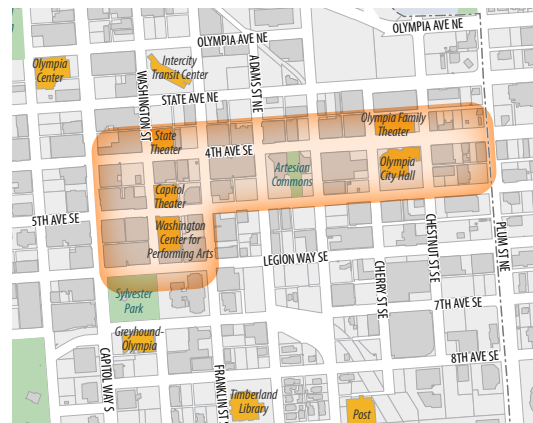 OLYMPIA AVE NE
OLYMPIA AVE NE
Intercity
Transit Center
Olympia
Center
WASHINGTON ST
ADAMS ST NE
STATE AVE NE
Olympia Family
Theater
State
Theater
4TH AVE SE
Artesian
Commons
Olympia
City Hall
Capitol
Theater
5TH AVE SE
Washington
Center for
Performing Arts
CHESTNUT ST SE
PLUM ST NE
LEGION WAY SE
CHERRY ST SE
Sylvester
Park
7TH AVE SE
Greyhound-
Olympia
CAPITOL WAY S
FRANKLIN ST S
8TH AVE SE
Timberland
Library
Post